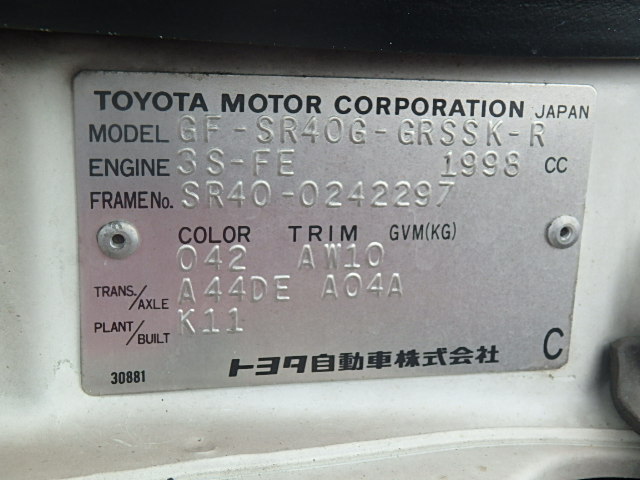 TOYOTA MOTOR CORPORATION JAPAN
MODEL GF-SR40G-GRSSK-R
ENGINE 3S-FE 1998 CC
FRAME No. SR40-0242297
COLOR TRIM GVM(KG)
042 AW10
TRANS./AXLE A44DE A04A
PLANT/BUILT K11
トヨタ自動車株式会社 C
30881